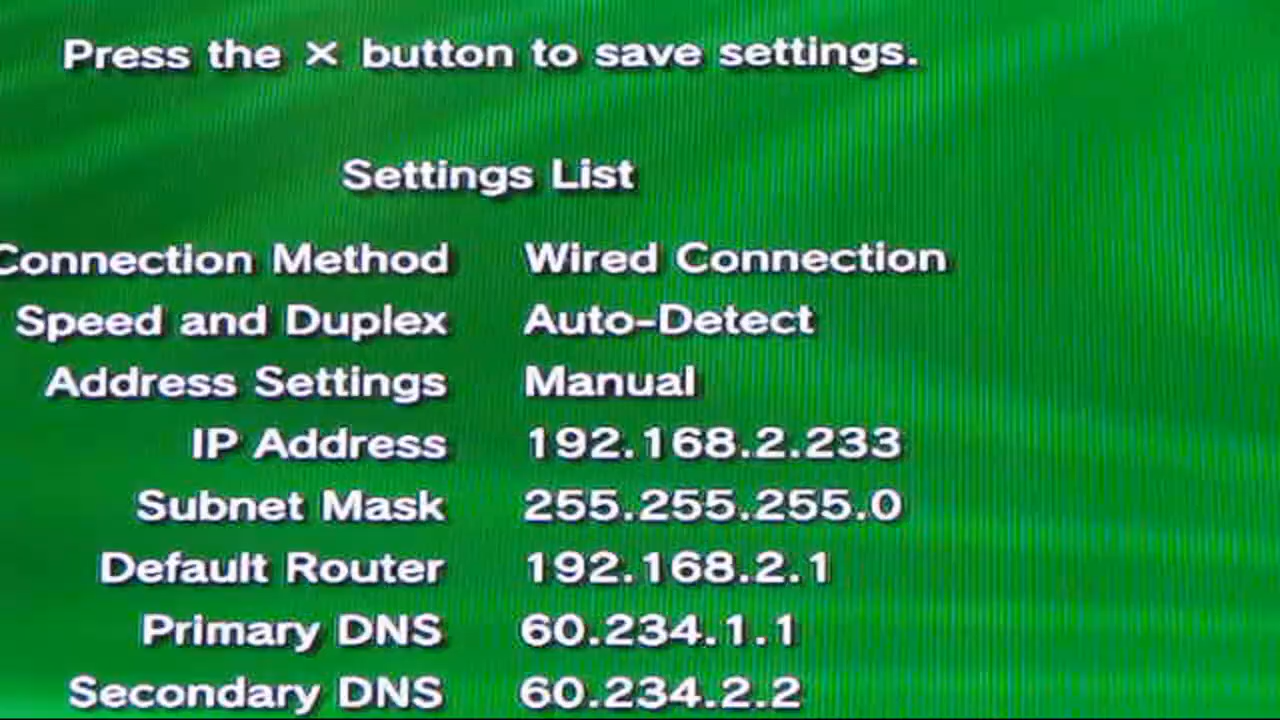 Press the × button to save settings.
Settings List
Connection Method Wired Connection
Speed and Duplex Auto-Detect
Address Settings Manual
IP Address 192.168.2.233
Subnet Mask 255.255.255.0
Default Router 192.168.2.1
Primary DNS 60.234.1.1
Secondary DNS 60.234.2.2